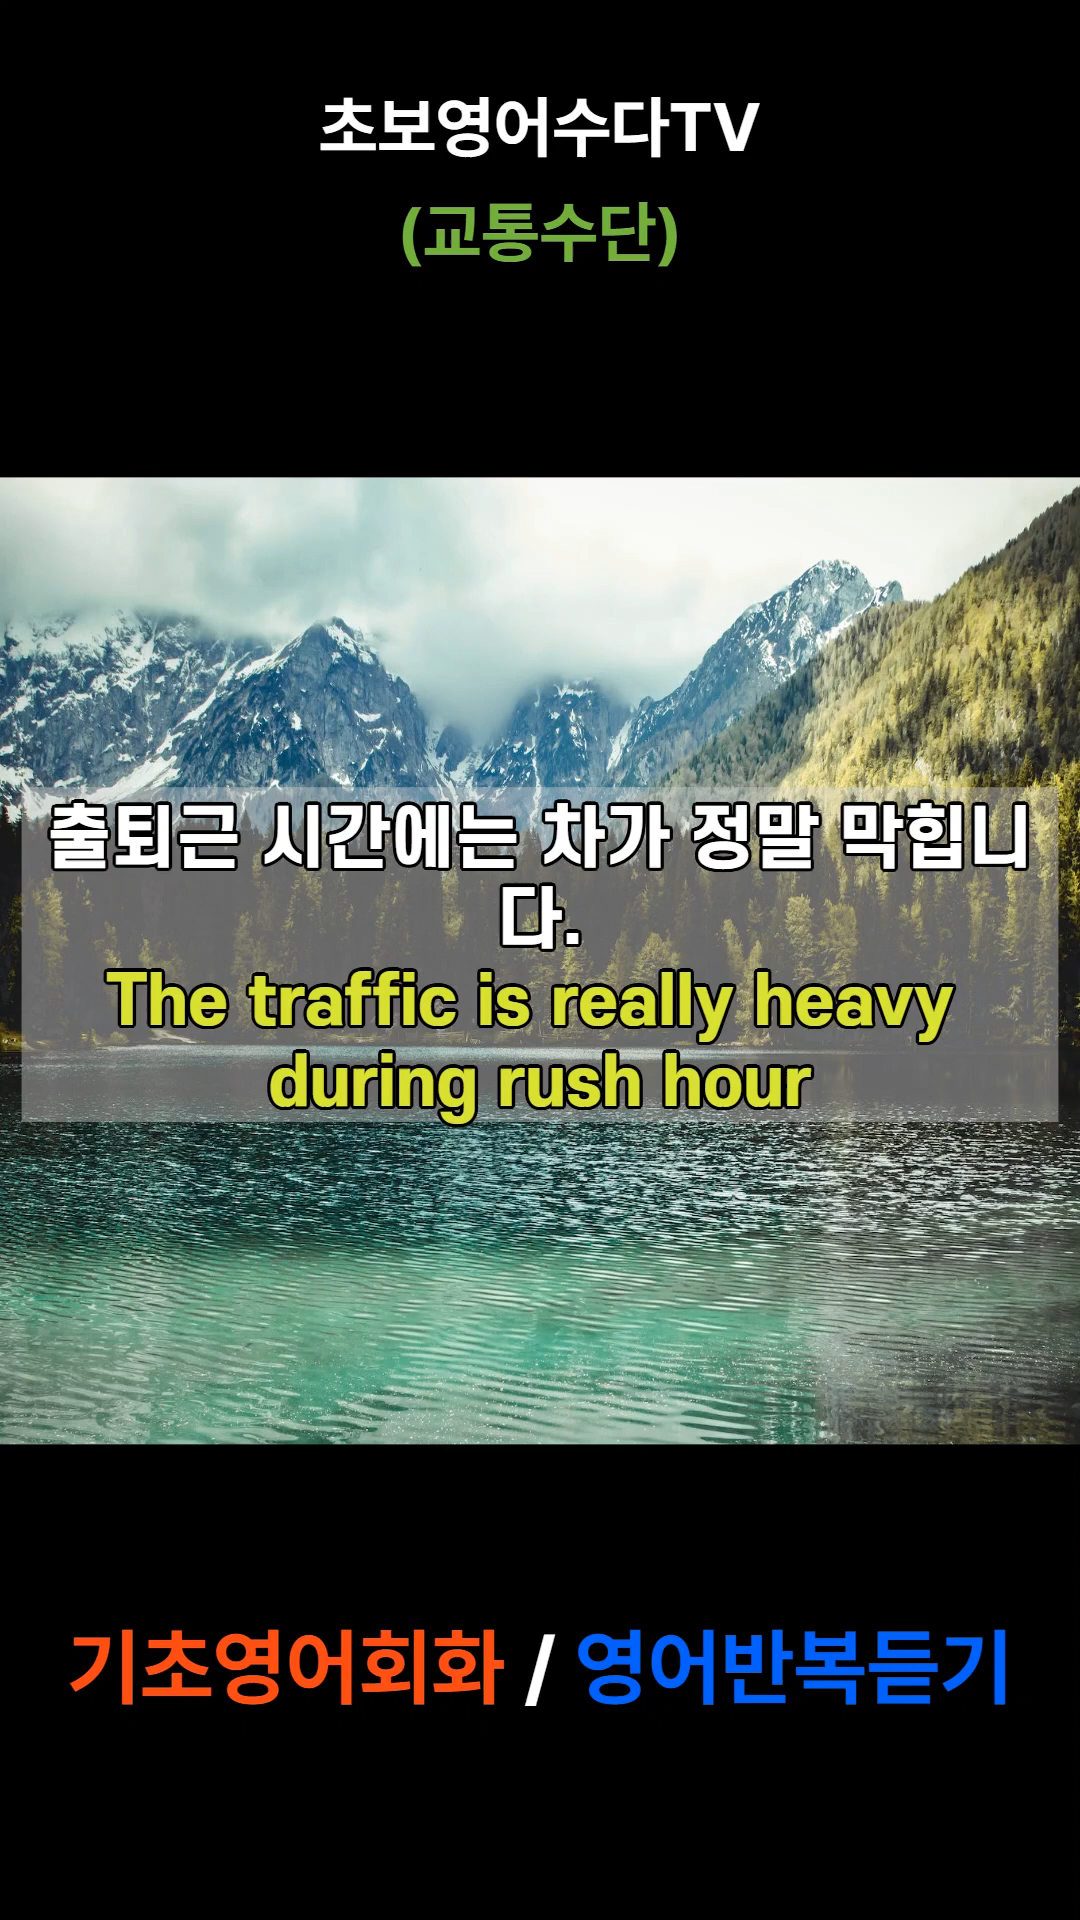 초보영어수다TV
(교통수단)
출퇴근 시간에는 차가 정말 막힙니
다.
The traffic is really heavy
during rush hour
기초영어회화 / 영어반복듣기